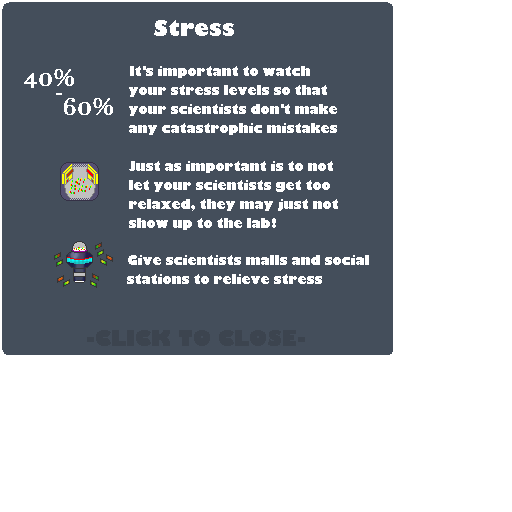 Stress
40%
-
60%
It's important to watch
your stress levels so that
your scientists don't make
any catastrophic mistakes
Just as important is to not
let your scientists get too
relaxed, they may just not
show up to the lab!
Give scientists malls and social
stations to relieve stress
-CLICK TO CLOSE-